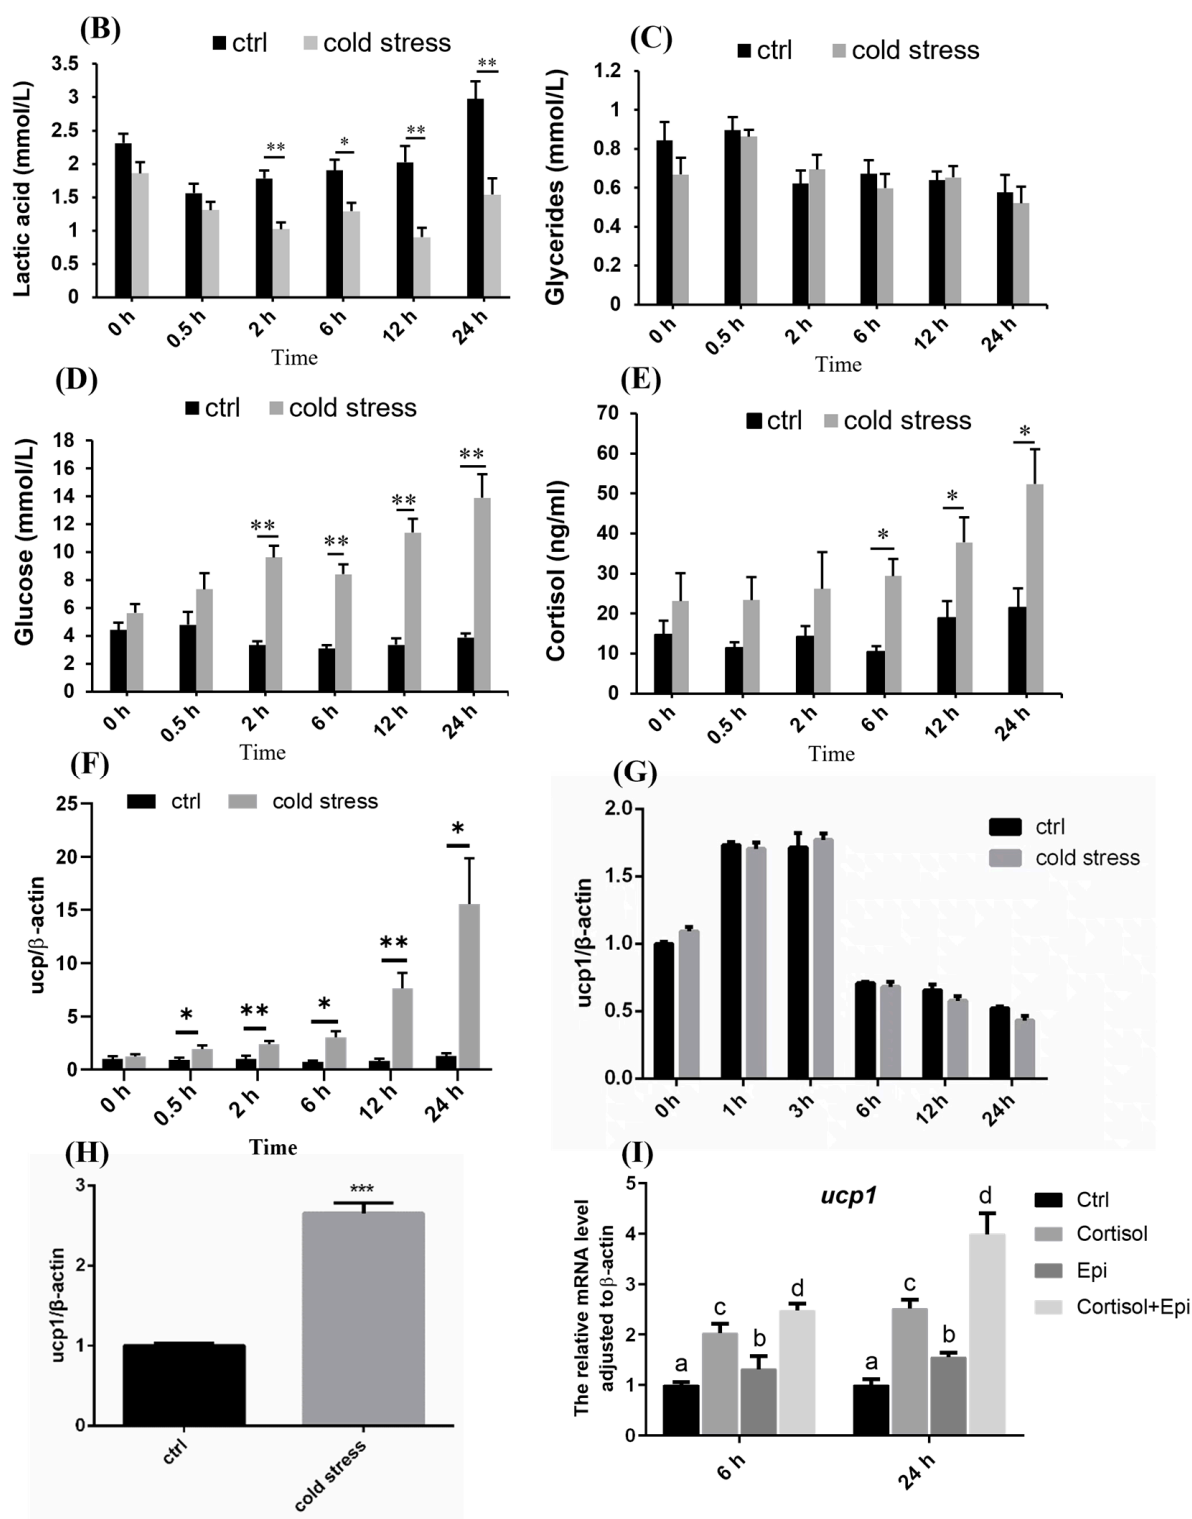 (B)
ctrl cold stress
Lactic acid (mmol/L)
3.5
3
2.5
2
1.5
1
0.5
0
** * ** **
0 h 0.5 h 2 h 6 h 12 h 24 h
Time
(C)
ctrl cold stress
Glycerides (mmol/L)
1.2
1
0.8
0.6
0.4
0.2
0
0 h 0.5 h 2 h 6 h 12 h 24 h
Time
(D)
ctrl cold stress
Glucose (mmol/L)
18
16
14
12
10
8
6
4
2
0
** ** ** **
0 h 0.5 h 2 h 6 h 12 h 24 h
Time
(E)
ctrl cold stress
Cortisol (ng/ml)
70
60
50
40
30
20
10
0
* * *
0 h 0.5 h 2 h 6 h 12 h 24 h
Time
(F)
ctrl cold stress
ucp/β-actin
25
20
15
10
5
0
* ** * ** *
0 h 0.5 h 2 h 6 h 12 h 24 h
Time
(G)
ctrl
cold stress
ucp1/β-actin
2.0
1.5
1.0
0.5
0.0
0h 1h 3h 6h 12h 24h
(H)
ucp1/β-actin
3
2
1
0
***
ctrl cold stress
(I)
ucp1
Ctrl
Cortisol
Epi
Cortisol+Epi
The relative mRNA level
adjusted to β-actin
5
4
3
2
1
0
a c b d a c b d
6 h 24 h